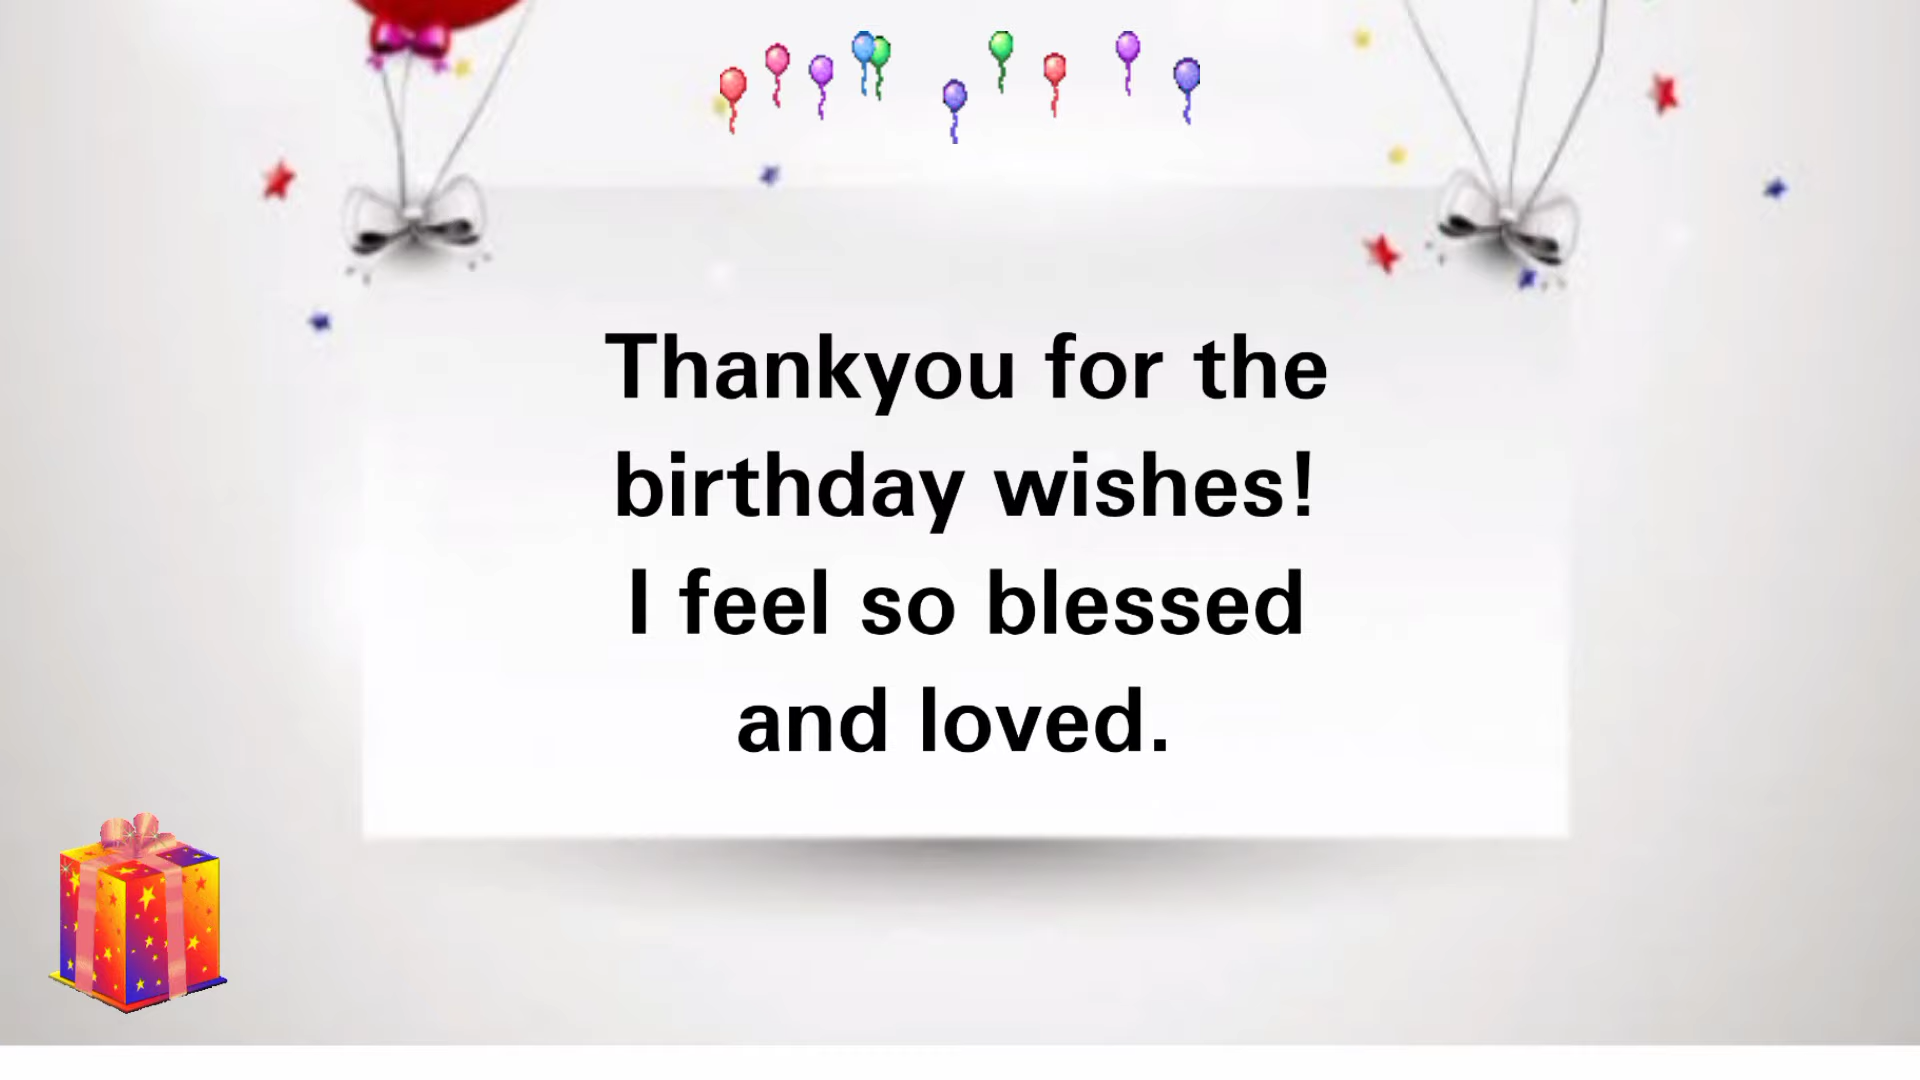 Thankyou for the
birthday wishes!
I feel so blessed
and loved.